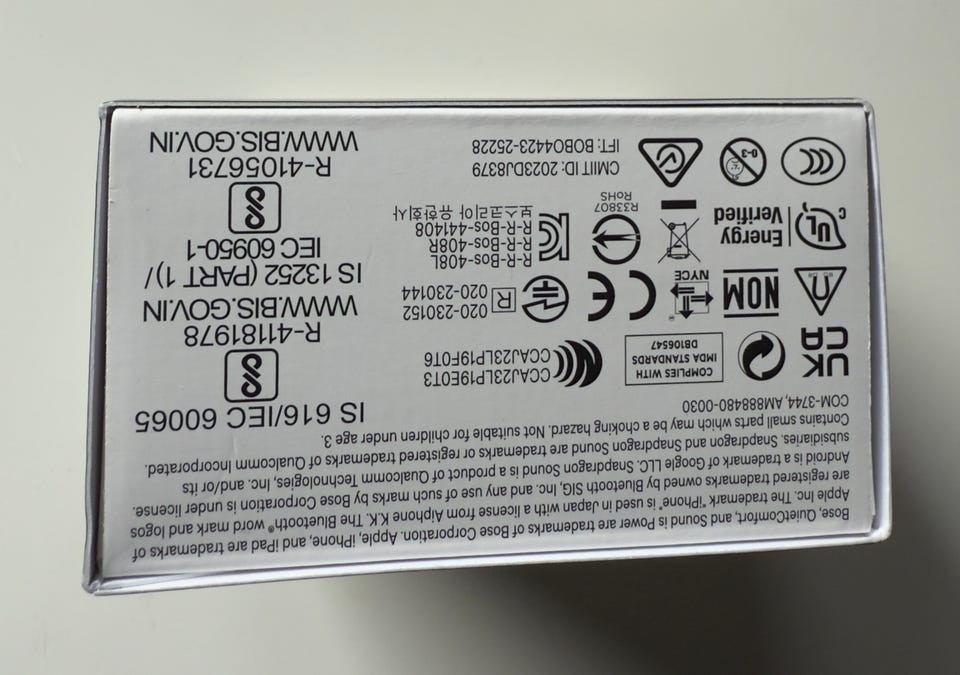 Bose, QuietComfort, and Sound is Power are trademarks of Bose Corporation. Apple, iPhone, and iPad are trademarks of
Apple Inc. The trademark "iPhone" is used in Japan with a license from Aiphone K.K. The Bluetooth® word mark and logos
are registered trademarks owned by Bluetooth SIG, Inc. and any use of such marks by Bose Corporation is under license.
Android is a trademark of Google LLC. Snapdragon Sound is a product of Qualcomm Technologies, Inc. and/or its
subsidiaries. Snapdragon and Snapdragon Sound are trademarks or registered trademarks of Qualcomm Incorporated.
Contains small parts which may be a choking hazard. Not suitable for children under age 3.
COM-3744, AM888480-0030
UK
CA
COMPLIES WITH
IMDA STANDARDS
DB106547
CCAJ23LP19E0T3
CCAJ23LP19F0T6
NOM
NYCE
CE
R
020-230152
020-230144
c
UL
Energy
Verified
R33807
RoHS
R-R-Bos-408L
R-R-Bos-408R
R-R-Bos-441408
보스코리아 유한회사
CCC
0-3
CMIIT ID: 2023DJ8379
IFT: BOBO4423-25228
IS 616/IEC 60065
R-41181978
WWW.BIS.GOV.IN
IS 13252 (PART 1)/
IEC 60950-1
R-41056731
WWW.BIS.GOV.IN